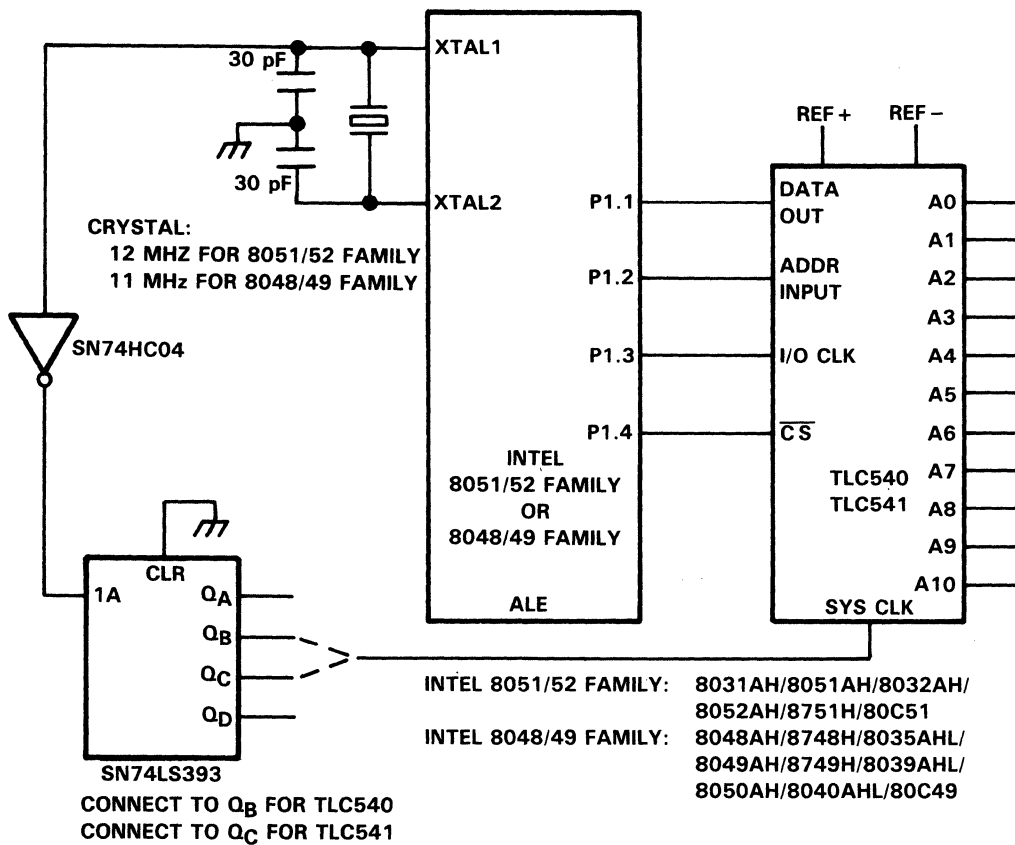 XTAL1
30 pF
REF+ REF−
30 pF
XTAL2
P1.1
DATA
OUT
A0
CRYSTAL:
12 MHZ FOR 8051/52 FAMILY
11 MHz FOR 8048/49 FAMILY
A1
P1.2
ADDR
INPUT
A2
A3
SN74HC04
P1.3
I/O CLK
A4
A5
P1.4
CS
A6
INTEL
8051/52 FAMILY
OR
8048/49 FAMILY
A7
TLC540
TLC541
A8
A9
A10
CLR
1A
QA
QB
QC
QD
ALE
SYS CLK
INTEL 8051/52 FAMILY: 8031AH/8051AH/8032AH/
8052AH/8751H/80C51
INTEL 8048/49 FAMILY: 8048AH/8748H/8035AHL/
8049AH/8749H/8039AHL/
8050AH/8040AHL/80C49
SN74LS393
CONNECT TO QB FOR TLC540
CONNECT TO QC FOR TLC541